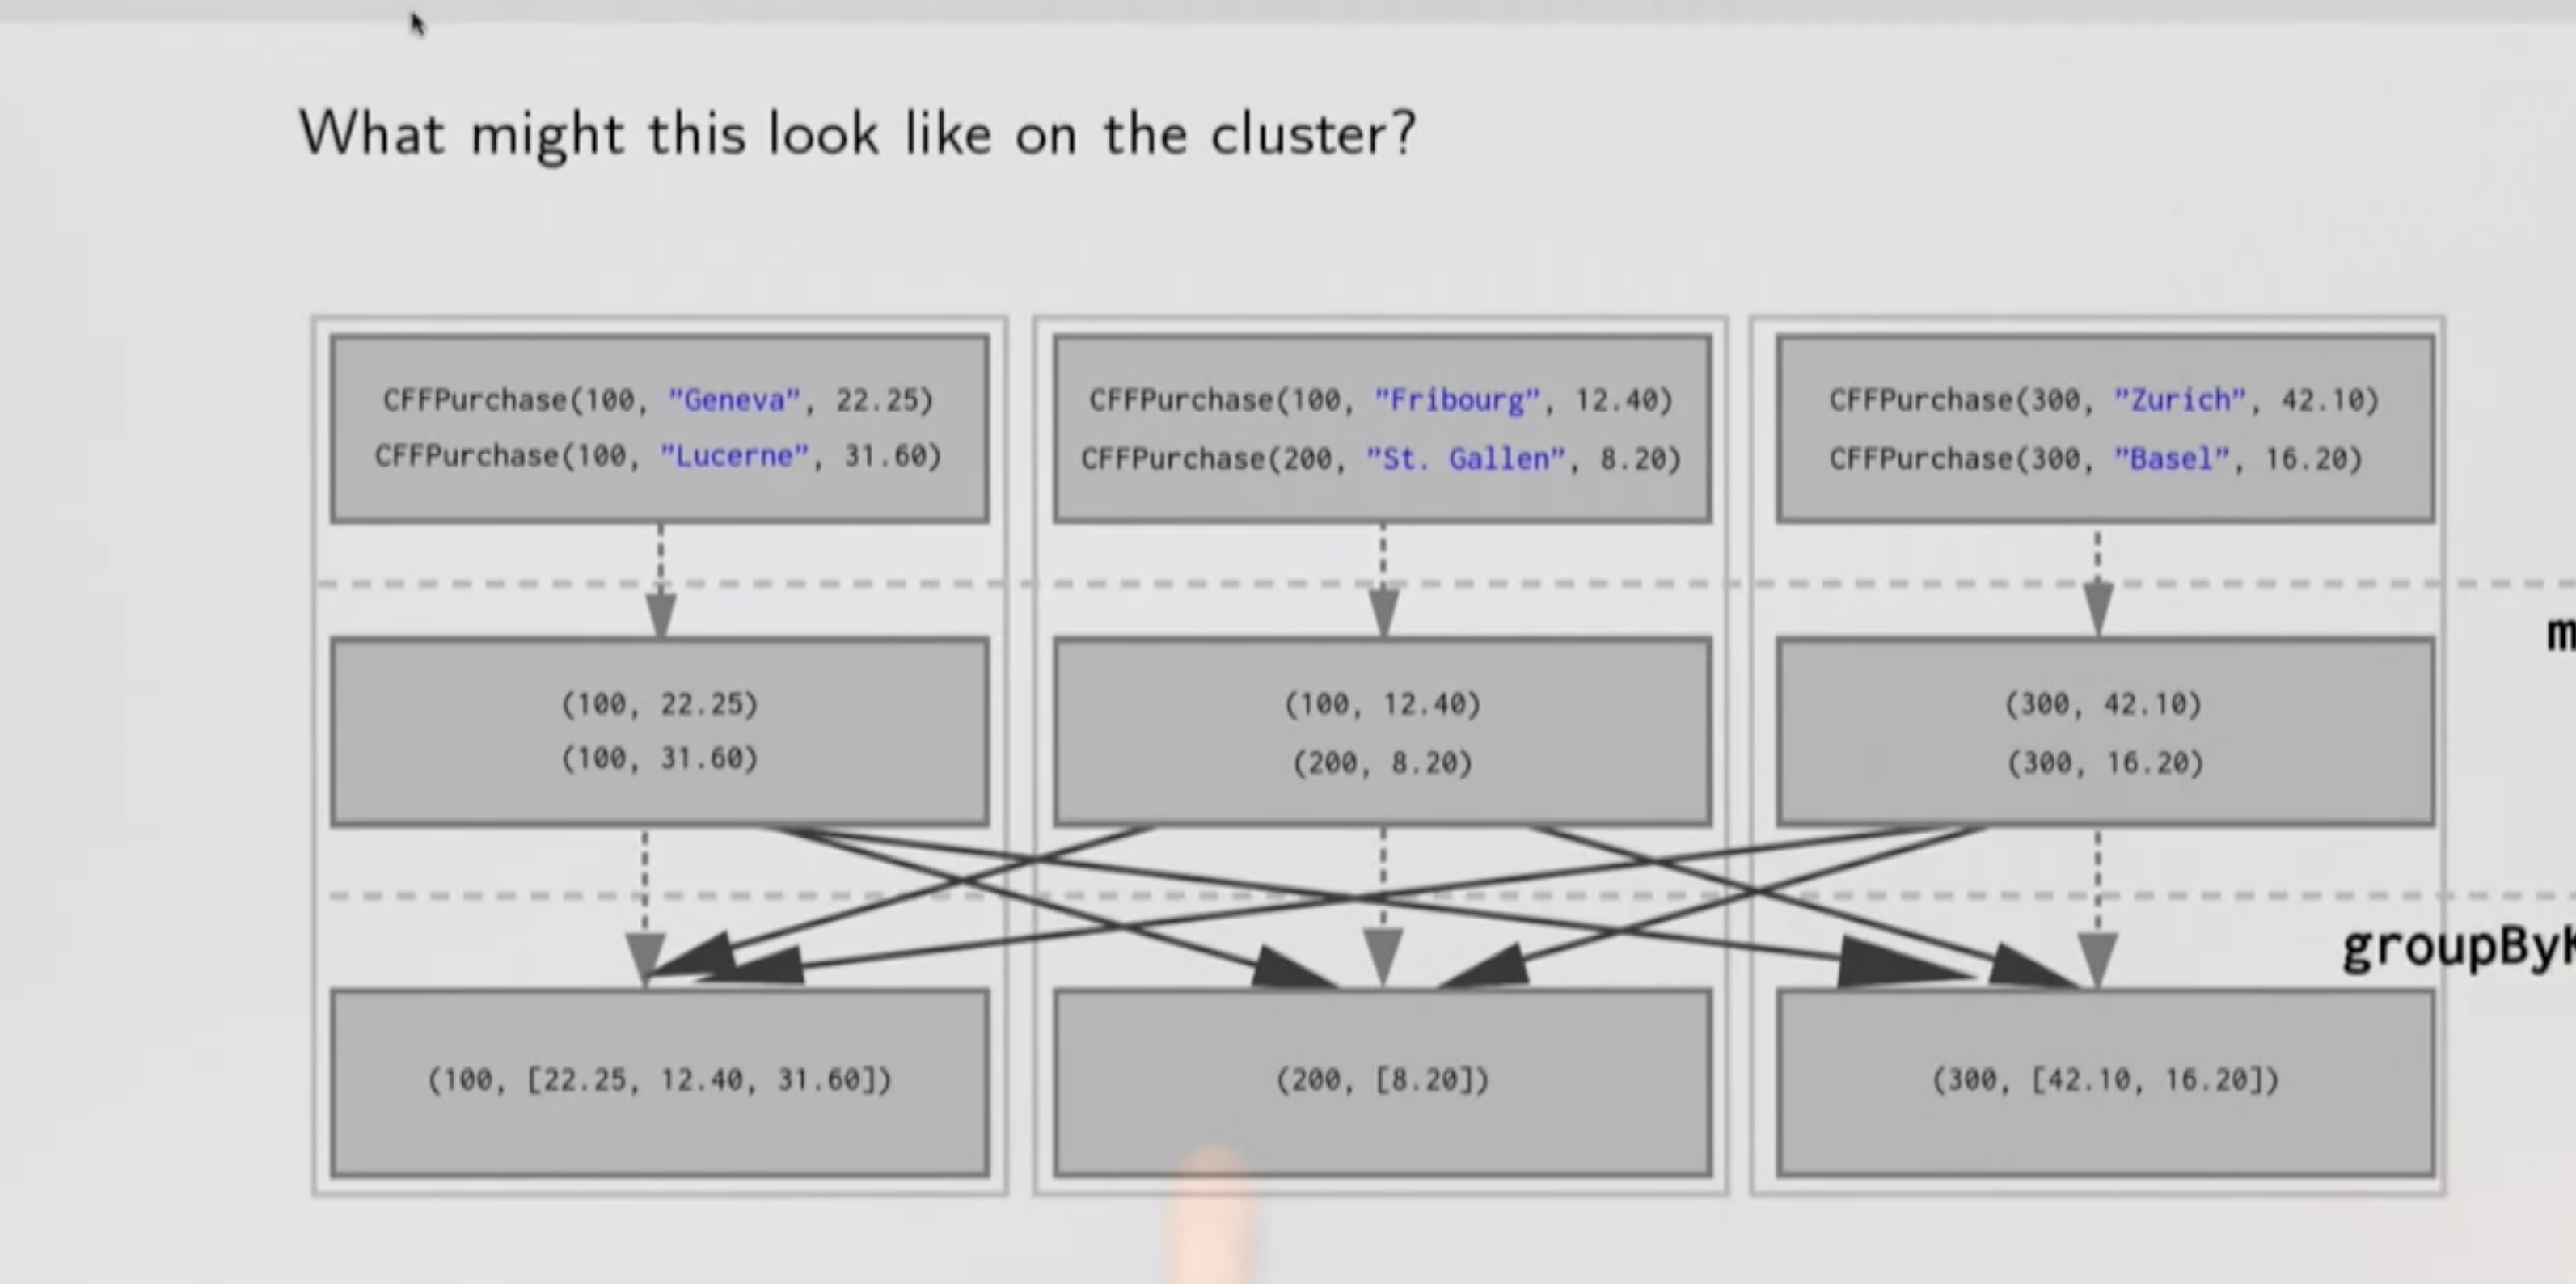 What might this look like on the cluster?
CFFPurchase(100, "Geneva", 22.25)
CFFPurchase(100, "Lucerne", 31.60)
CFFPurchase(100, "Fribourg", 12.40)
CFFPurchase(200, "St. Gallen", 8.20)
CFFPurchase(300, "Zurich", 42.10)
CFFPurchase(300, "Basel", 16.20)
m
(100, 22.25)
(100, 31.60)
(100, 12.40)
(200, 8.20)
(300, 42.10)
(300, 16.20)
groupByK
(100, [22.25, 12.40, 31.60])
(200, [8.20])
(300, [42.10, 16.20])